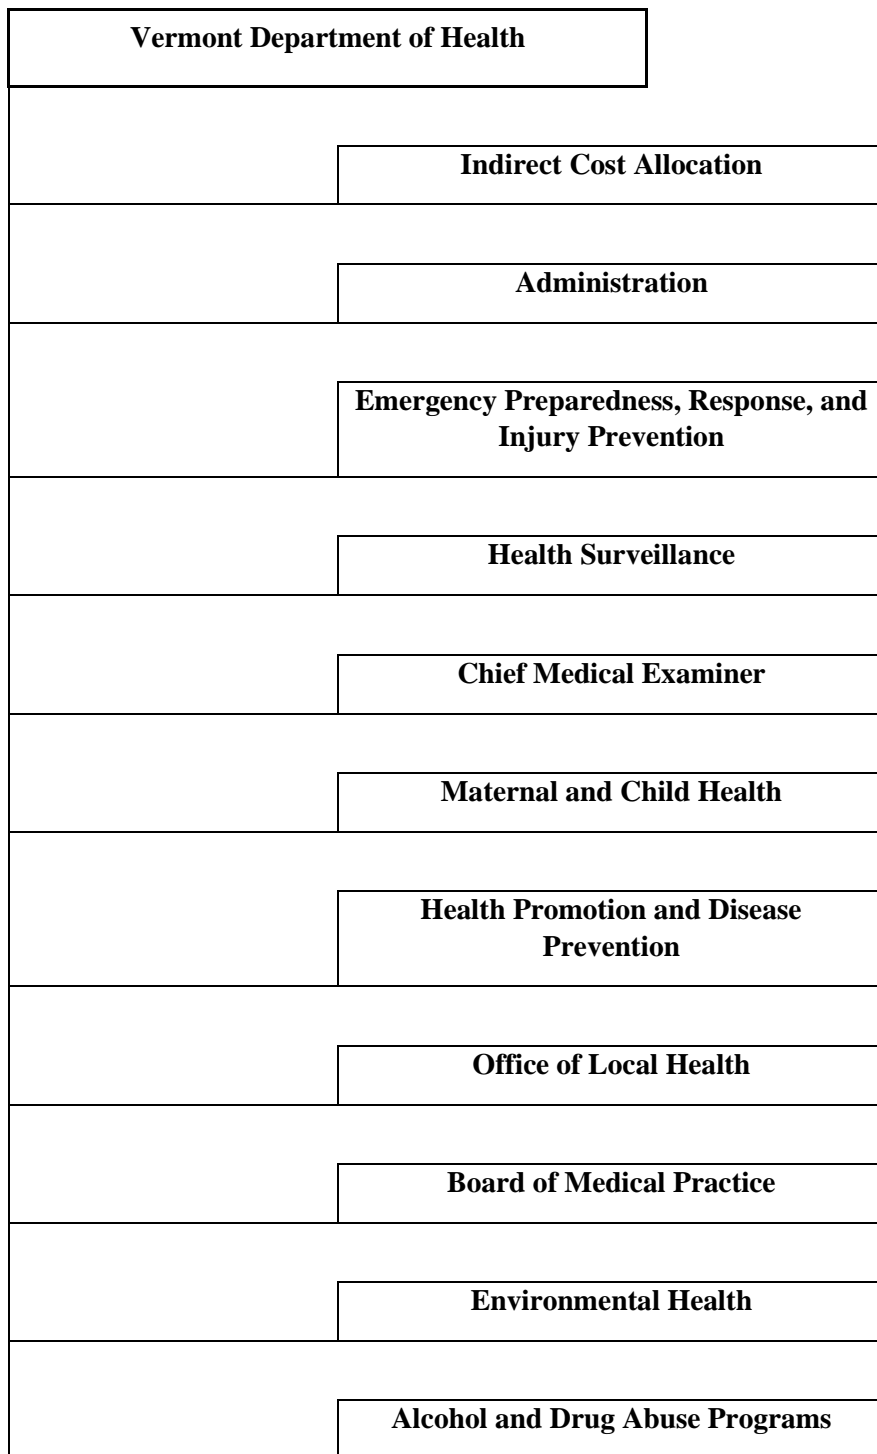 Vermont Department of Health
Indirect Cost Allocation
Administration
Emergency Preparedness, Response, and
Injury Prevention
Health Surveillance
Chief Medical Examiner
Maternal and Child Health
Health Promotion and Disease
Prevention
Office of Local Health
Board of Medical Practice
Environmental Health
Alcohol and Drug Abuse Programs